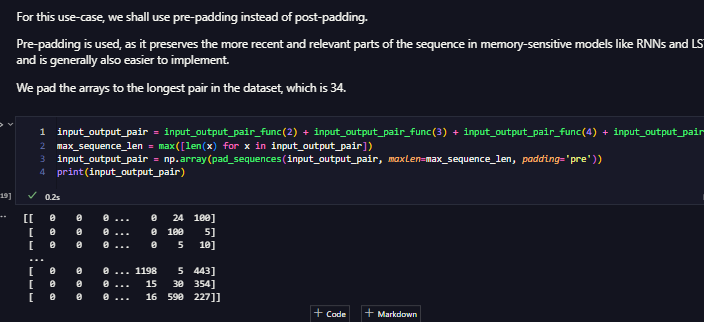 For this use-case, we shall use pre-padding instead of post-padding.
Pre-padding is used, as it preserves the more recent and relevant parts of the sequence in memory-sensitive models like RNNs and
and is generally also easier to implement.
We pad the arrays to the longest pair in the dataset, which is 34.
1 input_output_pair = input_output_pair_func(2) + input_output_pair_func(3) + input_output_pair_func(4) + input_output_pair
2 max_sequence_len = max([len(x) for x in input_output_pair])
3 input_output_pair = np.array(pad_sequences(input_output_pair, maxlen=max_sequence_len, padding='pre'))
4 print(input_output_pair)
19] ✓ 0.2s
[[ 0 0 0 ... 0 24 100]
[ 0 0 0 ... 0 100 5]
[ 0 0 0 ... 0 5 10]
...
[ 0 0 0 ... 1198 5 443]
[ 0 0 0 ... 15 30 354]
[ 0 0 0 ... 16 590 227]]
+ Code + Markdown